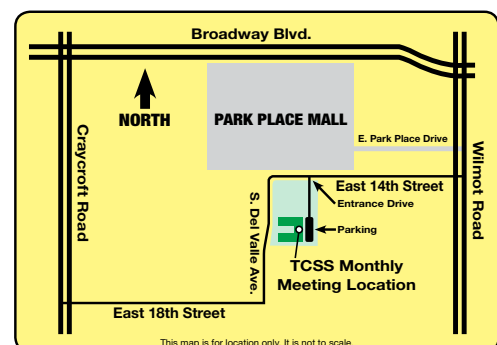 Broadway Blvd.
NORTH
PARK PLACE MALL
E. Park Place Drive
Craycroft Road
Wilmot Road
East 14th Street
Entrance Drive
S. Del Valle Ave.
Parking
TCSS Monthly
Meeting Location
East 18th Street
This map is for location only. It is not to scale.